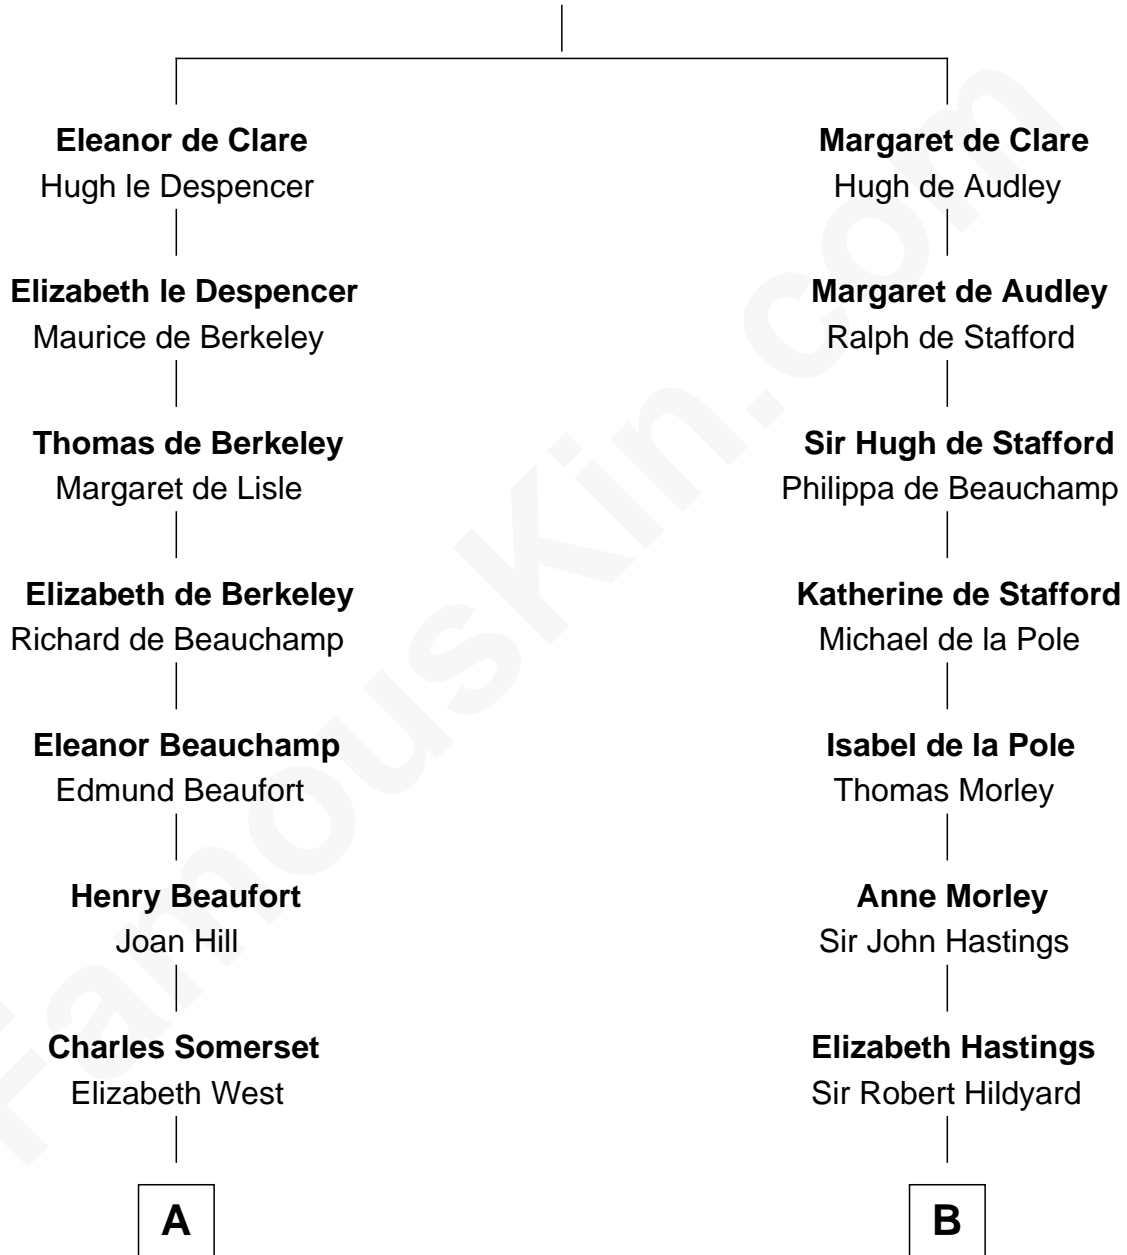 Eleanor de Clare
Hugh le Despencer
Elizabeth le Despencer
Maurice de Berkeley
Thomas de Berkeley
Margaret de Lisle
Elizabeth de Berkeley
Richard de Beauchamp
Eleanor Beauchamp
Edmund Beaufort
Henry Beaufort
Joan Hill
Charles Somerset
Elizabeth West
A
Margaret de Clare
Hugh de Audley
Margaret de Audley
Ralph de Stafford
Sir Hugh de Stafford
Philippa de Beauchamp
Katherine de Stafford
Michael de la Pole
Isabel de la Pole
Thomas Morley
Anne Morley
Sir John Hastings
Elizabeth Hastings
Sir Robert Hildyard
B
FamousKin.com